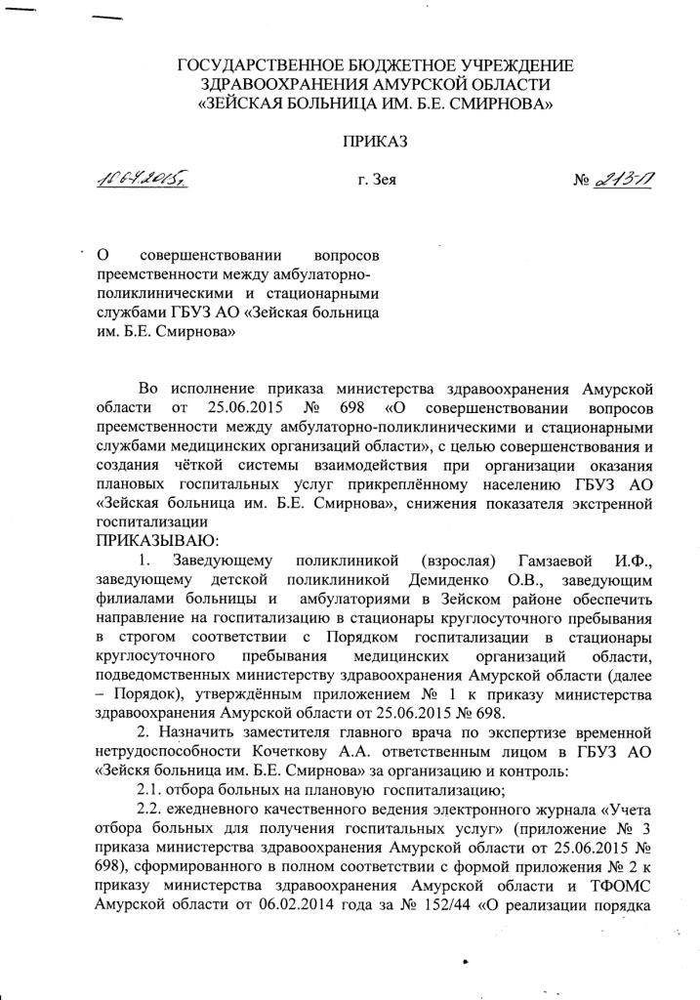 ГОСУДАРСТВЕННОЕ БЮДЖЕТНОЕ УЧРЕЖДЕНИЕ
ЗДРАВООХРАНЕНИЯ АМУРСКОЙ ОБЛАСТИ
«ЗЕЙСКАЯ БОЛЬНИЦА ИМ. Б.Е. СМИРНОВА»
ПРИКАЗ
2015г. г. Зея № 213-П
О совершенствовании вопросов
преемственности между амбулаторно-
поликлиническими и стационарными
службами ГБУЗ АО «Зейская больница
им. Б.Е. Смирнова»
Во исполнение приказа министерства здравоохранения Амурской
области от 25.06.2015 № 698 «О совершенствовании вопросов
преемственности между амбулаторно-поликлиническими и стационарными
службами медицинских организаций области», с целью совершенствования и
создания чёткой системы взаимодействия при организации оказания
плановых госпитальных услуг прикреплённому населению ГБУЗ АО
«Зейская больница им. Б.Е. Смирнова», снижения показателя экстренной
госпитализации
ПРИКАЗЫВАЮ:
1. Заведующему поликлиникой (взрослая) Гамзаевой И.Ф.,
заведующему детской поликлиникой Демиденко О.В., заведующим
филиалами больницы и амбулаториями в Зейском районе обеспечить
направление на госпитализацию в стационары круглосуточного пребывания
в строгом соответствии с Порядком госпитализации в стационары
круглосуточного пребывания медицинских организаций области,
подведомственных министерству здравоохранения Амурской области (далее
– Порядок), утверждённым приложением № 1 к приказу министерства
здравоохранения Амурской области от 25.06.2015 № 698.
2. Назначить заместителя главного врача по экспертизе временной
нетрудоспособности Кочеткову А.А. ответственным лицом в ГБУЗ АО
«Зейскя больница им. Б.Е. Смирнова» за организацию и контроль:
2.1. отбора больных на плановую госпитализацию;
2.2. ежедневного качественного ведения электронного журнала «Учета
отбора больных для получения госпитальных услуг» (приложение № 3
приказа министерства здравоохранения Амурской области от 25.06.2015 №
698), сформированного в полном соответствии с формой приложения № 2 к
приказу министерства здравоохранения Амурской области и ТФОМС
Амурской области от 06.02.2014 года за № 152/44 «О реализации порядка